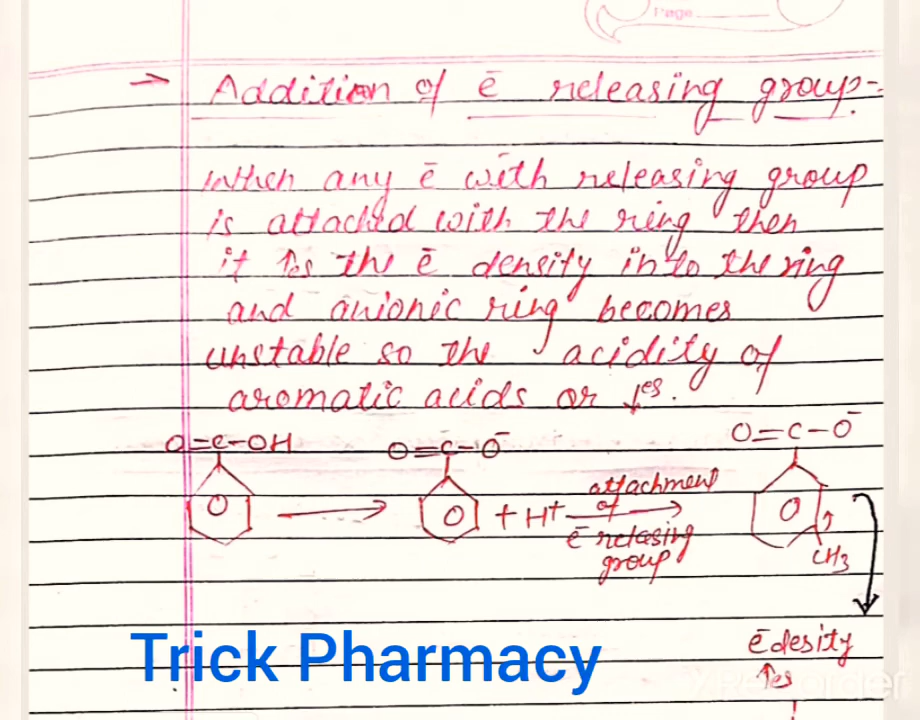 Page
→ Addition of ē releasing group-
When any ē with releasing group
is attached with the ring then
it ↑es the ē density into the ring
and anionic ring becomes
unstable so the acidity of
aromatic acids or ↓es.
O=C-OH
O=C-O⁻
O=C-O⁻
+ H⁺
attachment
of
ē relasing
group
CH3
ē desity
↑es
Trick Pharmacy